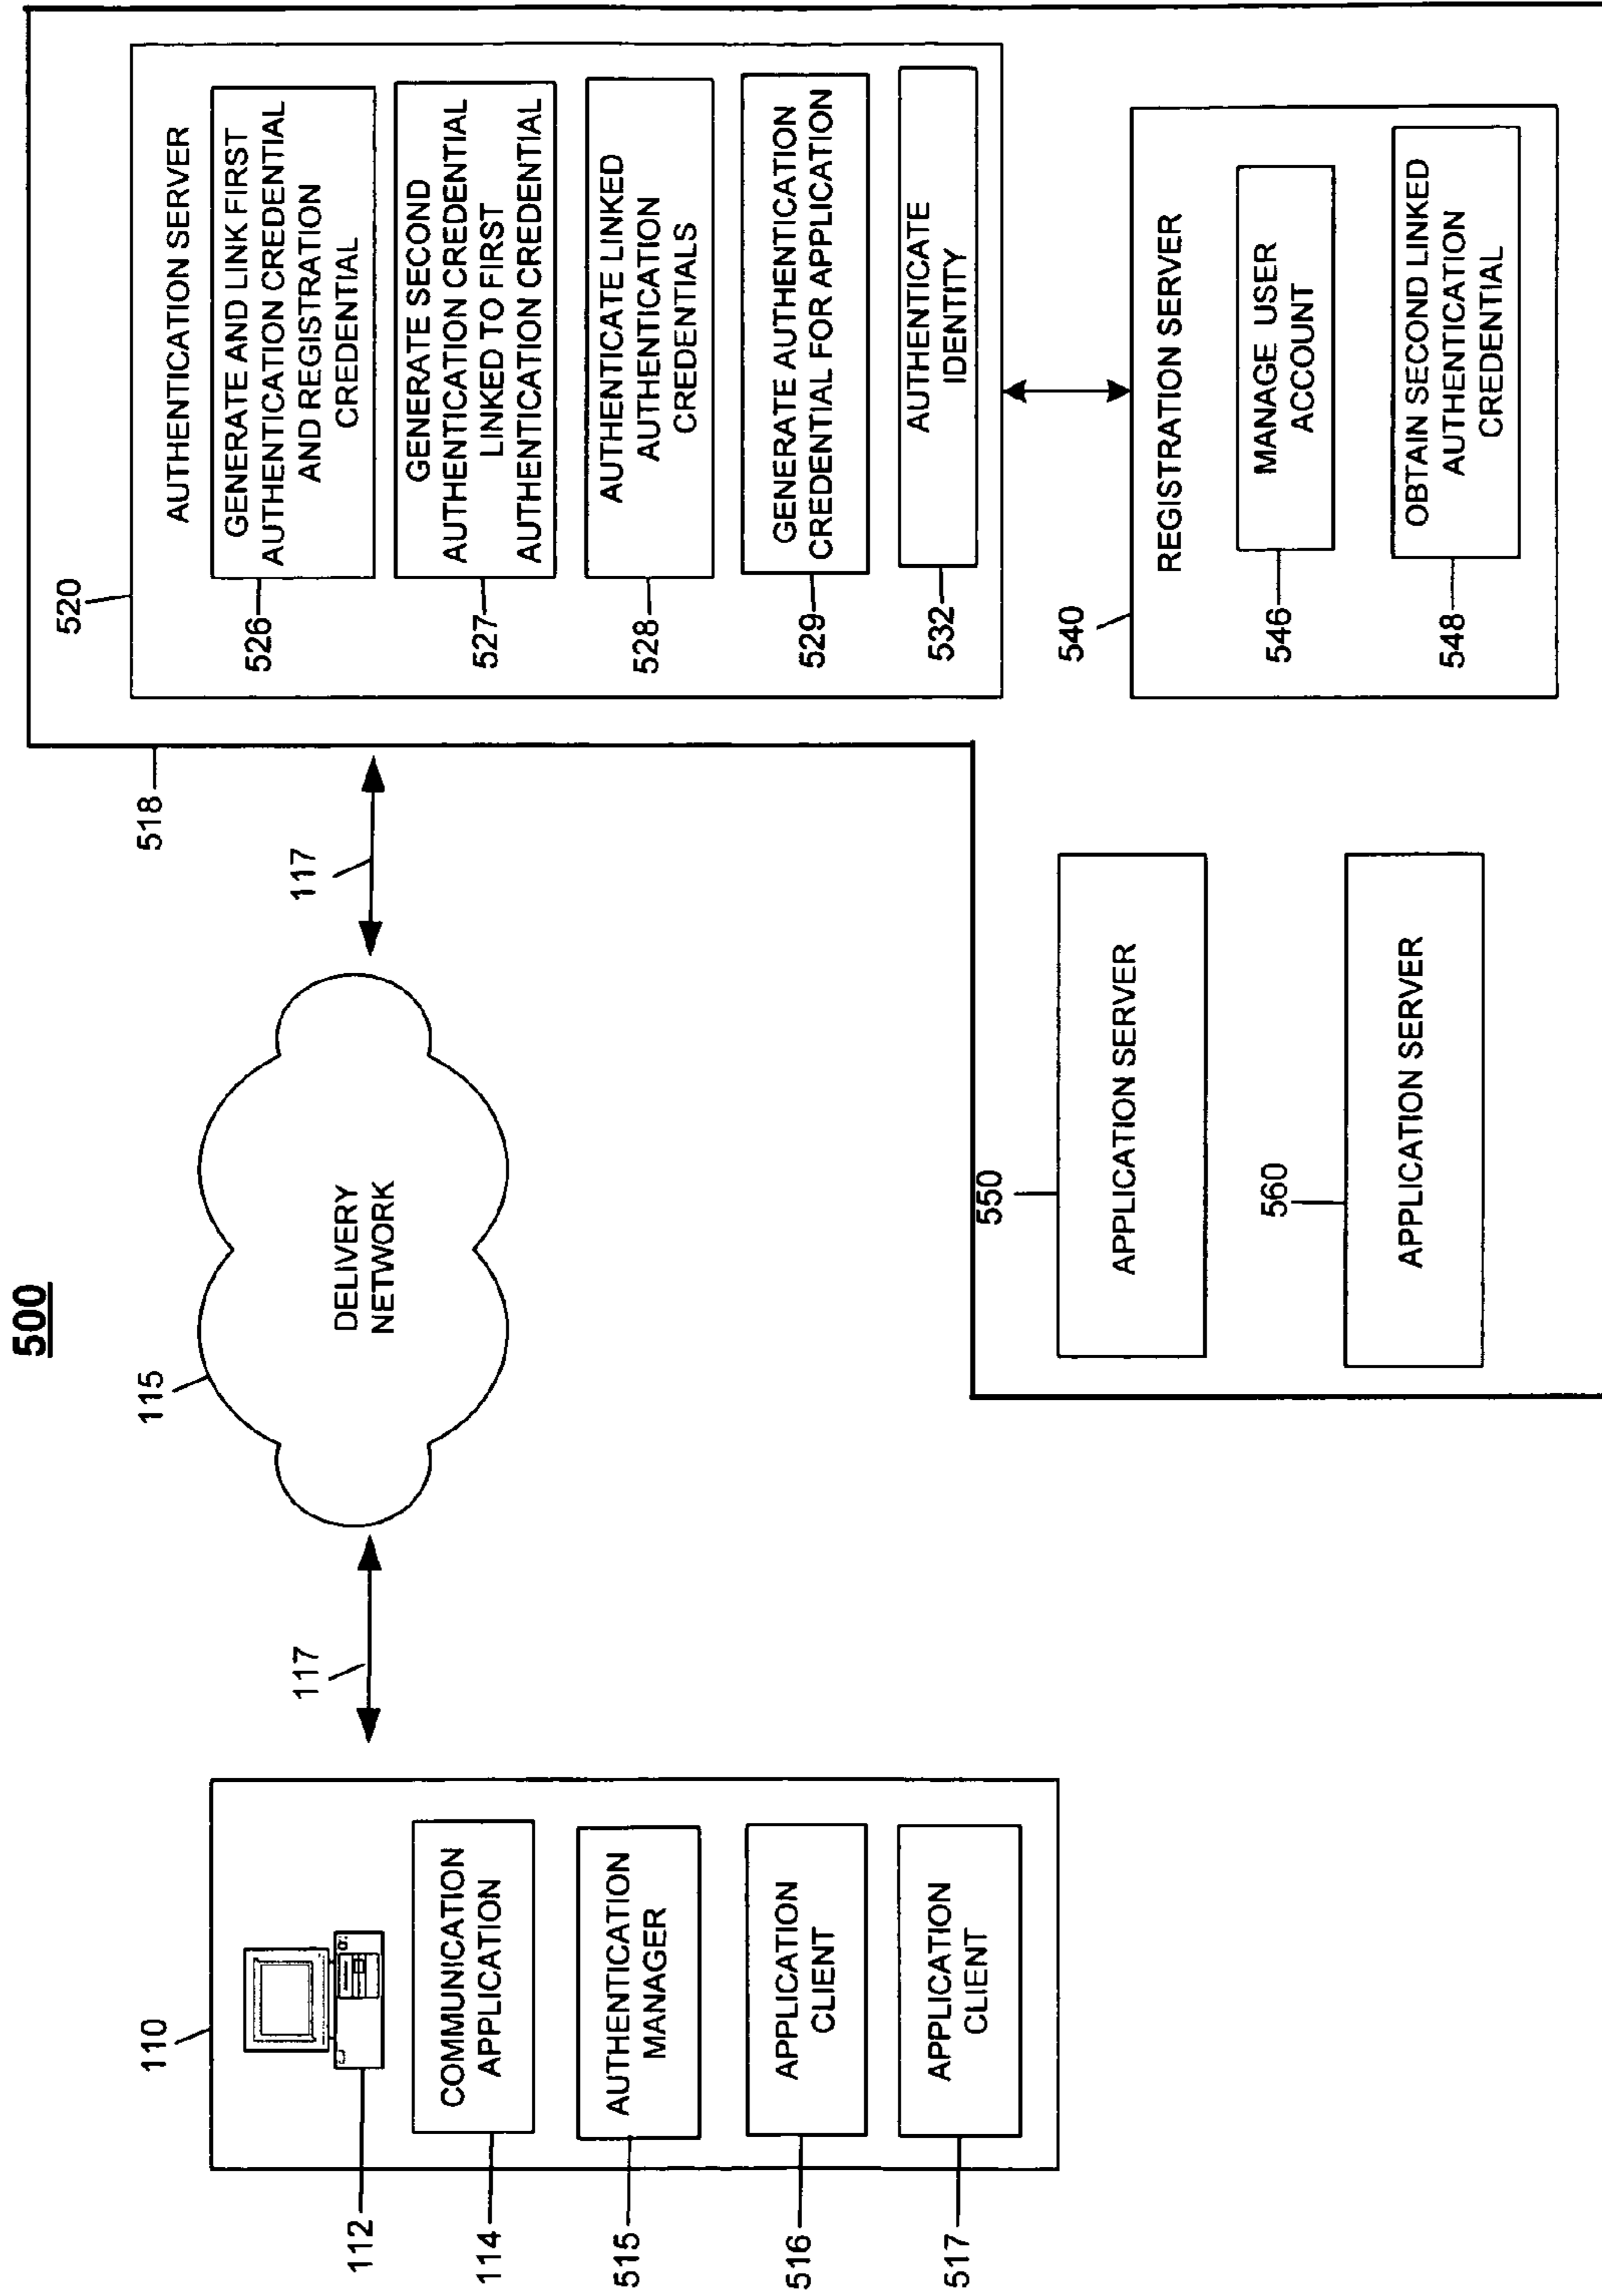 500
110
112
COMMUNICATION
APPLICATION
114
AUTHENTICATION
MANAGER
515
APPLICATION
CLIENT
516
APPLICATION
CLIENT
517
117
115
DELIVERY
NETWORK
117
518
520
AUTHENTICATION SERVER
GENERATE AND LINK FIRST
AUTHENTICATION CREDENTIAL
AND REGISTRATION
CREDENTIAL
526
GENERATE SECOND
AUTHENTICATION CREDENTIAL
LINKED TO FIRST
AUTHENTICATION CREDENTIAL
527
AUTHENTICATE LINKED
AUTHENTICATION
CREDENTIALS
528
GENERATE AUTHENTICATION
CREDENTIAL FOR APPLICATION
529
AUTHENTICATE
IDENTITY
532
540
REGISTRATION SERVER
MANAGE USER
ACCOUNT
546
OBTAIN SECOND LINKED
AUTHENTICATION
CREDENTIAL
548
550
APPLICATION SERVER
560
APPLICATION SERVER